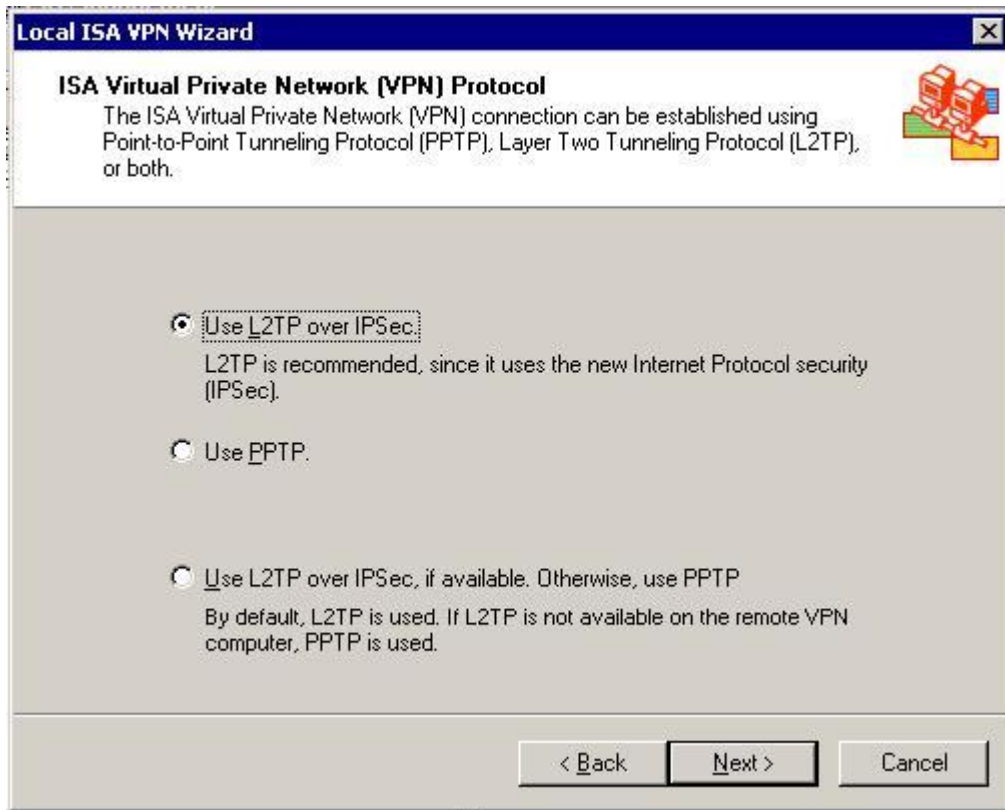 Local ISA VPN Wizard
ISA Virtual Private Network (VPN) Protocol
The ISA Virtual Private Network (VPN) connection can be established using
Point-to-Point Tunneling Protocol (PPTP), Layer Two Tunneling Protocol (L2TP),
or both.
Use L2TP over IPSec.
L2TP is recommended, since it uses the new Internet Protocol security
(IPSec).
Use PPTP.
Use L2TP over IPSec, if available. Otherwise, use PPTP
By default, L2TP is used. If L2TP is not available on the remote VPN
computer, PPTP is used.
< Back
Next >
Cancel